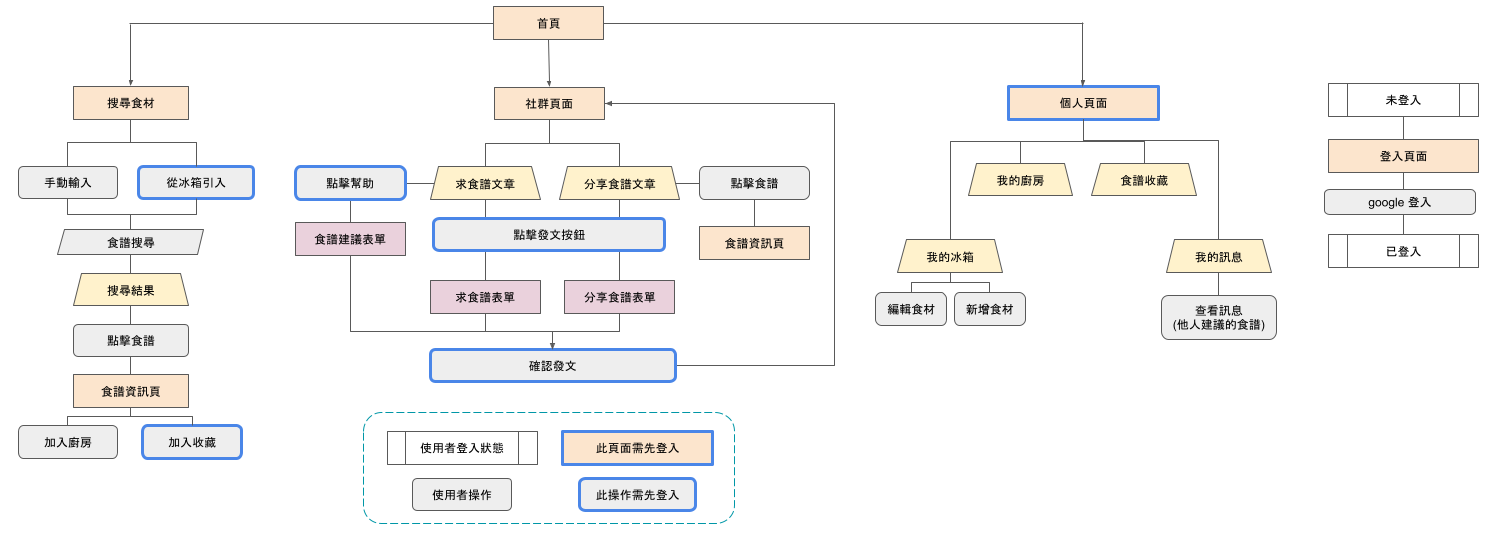 首頁
搜尋食材
社群頁面
個人頁面
未登入
手動輸入
從冰箱引入
點擊幫助
求食譜文章
分享食譜文章
點擊食譜
我的廚房
食譜收藏
登入頁面
google 登入
食譜搜尋
食譜建議表單
點擊發文按鈕
食譜資訊頁
我的冰箱
我的訊息
已登入
搜尋結果
求食譜表單
分享食譜表單
編輯食材
新增食材
查看訊息
(他人建議的食譜)
點擊食譜
確認發文
食譜資訊頁
加入廚房
加入收藏
使用者登入狀態
此頁面需先登入
使用者操作
此操作需先登入